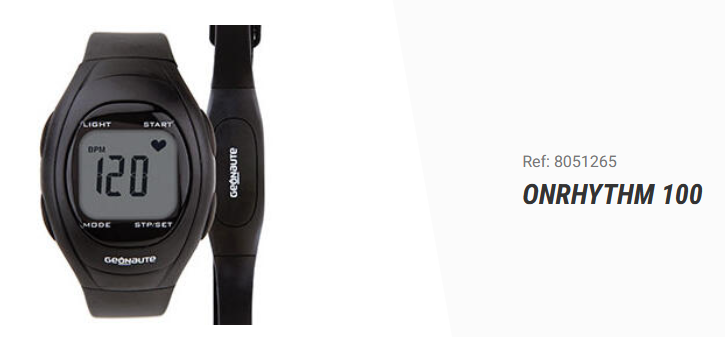 LIGHT START
BPM
120
MODE STP/SET
GEONAUTE
GEONAUTE
Ref: 8051265
ONRHYTHM 100